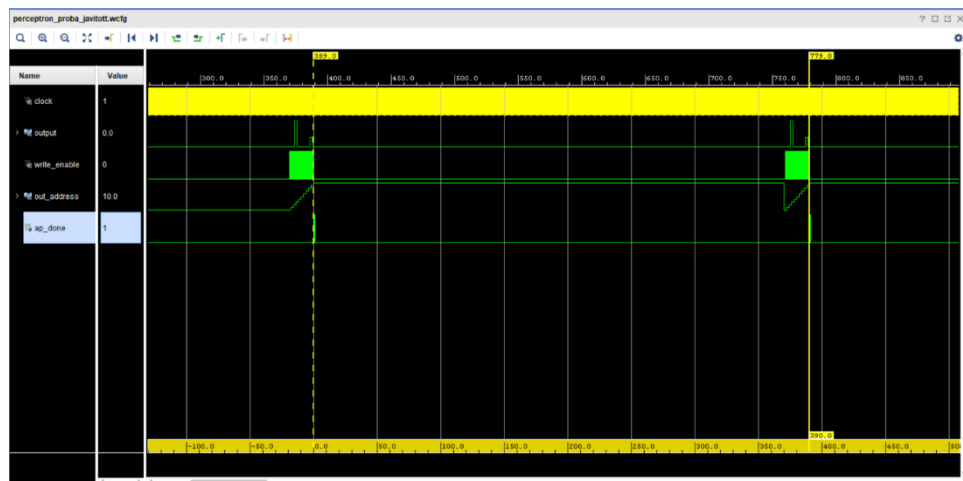 perceptron_proba_javitott.wcfg
389.0 779.0
Name Value
300.0 350.0 400.0 450.0 500.0 550.0 600.0 650.0 700.0 750.0 800.0 850.0
clock 1
output 0.0
write_enable 0
out_address 10.0
ap_done 1
390.0
-100.0 -50.0 0.0 50.0 100.0 150.0 200.0 250.0 300.0 350.0 400.0 450.0